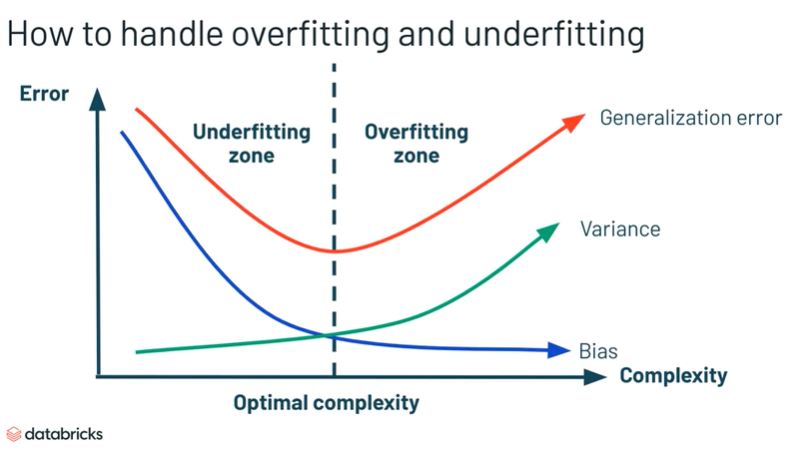 How to handle overfitting and underfitting
Error
Underfitting
zone
Overfitting
zone
Generalization error
Variance
Bias
Complexity
Optimal complexity
databricks